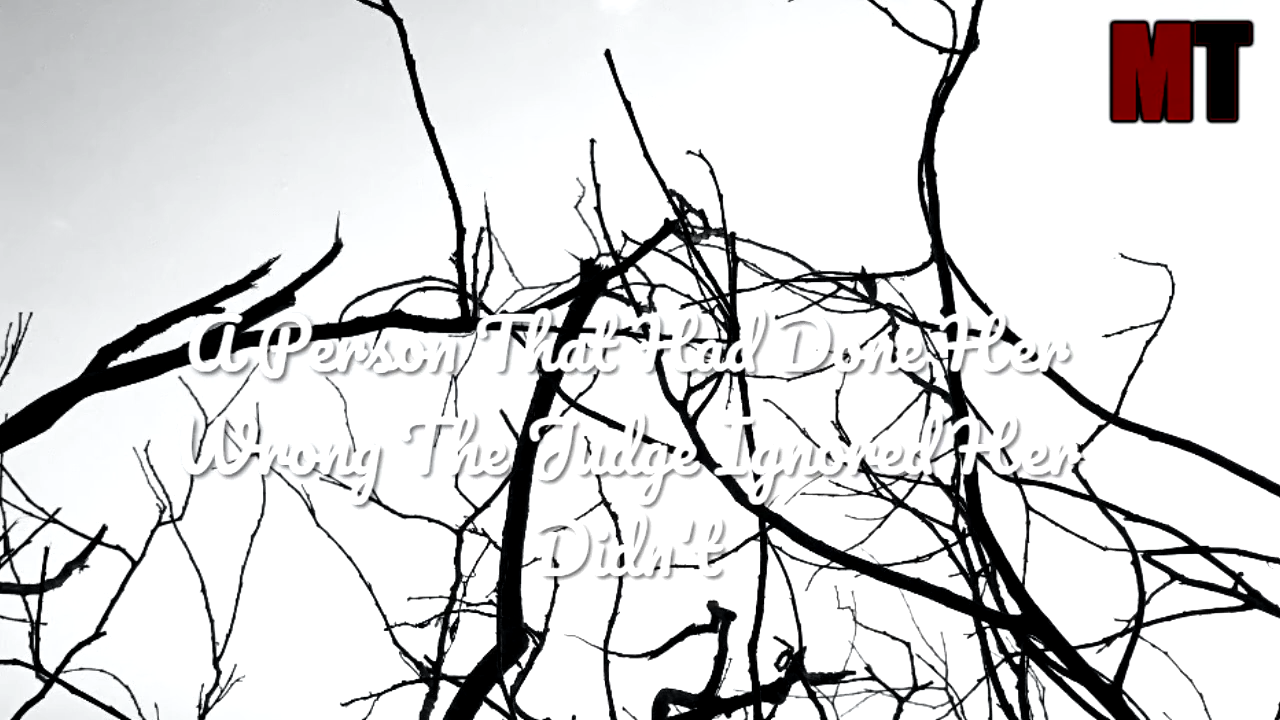 MT
A Person That Had Done Her
Wrong The Judge Ignored Her
Didn't